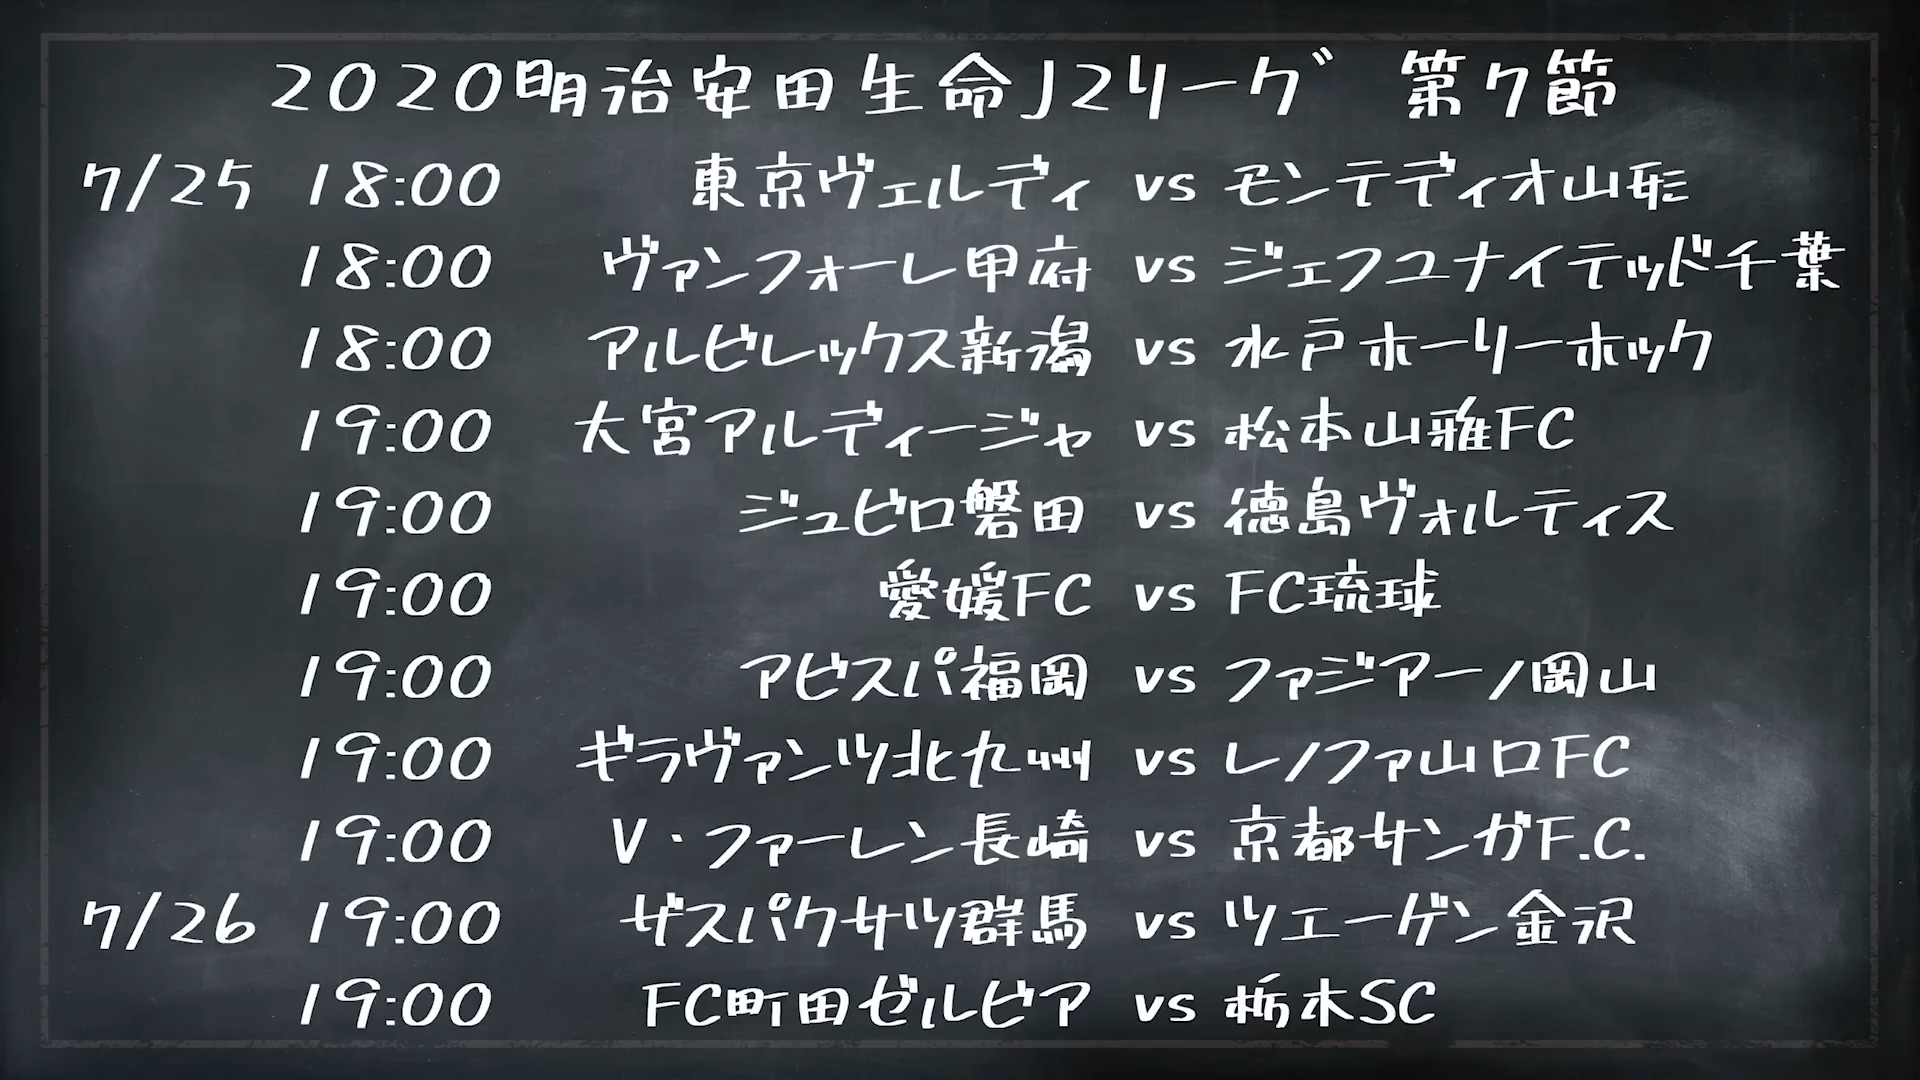 2020明治安田生命J2リーグ 第7節
7/25 18:00 東京ヴェルディ vs モンテディオ山形
18:00 ヴァンフォーレ甲府 vs ジェフユナイテッド千葉
18:00 アルビレックス新潟 vs 水戸ホーリーホック
19:00 大宮アルディージャ vs 松本山雅FC
19:00 ジュビロ磐田 vs 徳島ヴォルティス
19:00 愛媛FC vs FC琉球
19:00 アビスパ福岡 vs ファジアーノ岡山
19:00 ギラヴァンツ北九州 vs レノファ山口FC
19:00 V・ファーレン長崎 vs 京都サンガF.C.
7/26 19:00 ザスパクサツ群馬 vs ツエーゲン金沢
19:00 FC町田ゼルビア vs 栃木SC